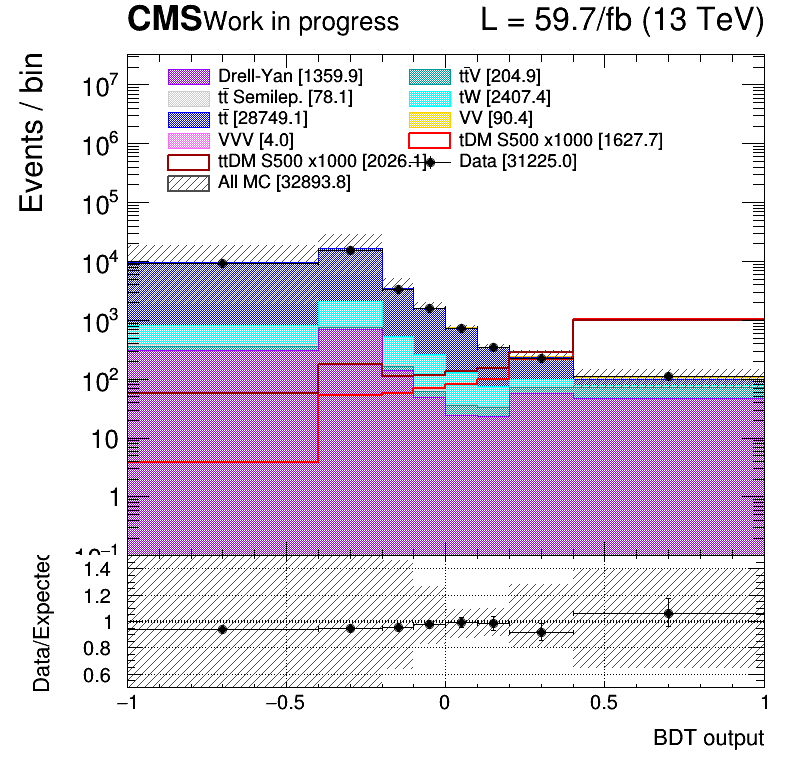 CMS Work in progress L = 59.7/fb (13 TeV)
Events / bin
Drell-Yan [1359.9] tt̄V [204.9]
tt̄ Semilep. [78.1] tW [2407.4]
tt̄ [28749.1] VV [90.4]
VVV [4.0] tDM S500 x1000 [1627.7]
ttDM S500 x1000 [2026.1] Data [31225.0]
All MC [32893.8]
10⁷
10⁶
10⁵
10⁴
10³
10²
10
1
10⁻¹
Data/Expected
1.4
1.2
1
0.8
0.6
−1 −0.5 0 0.5 1
BDT output